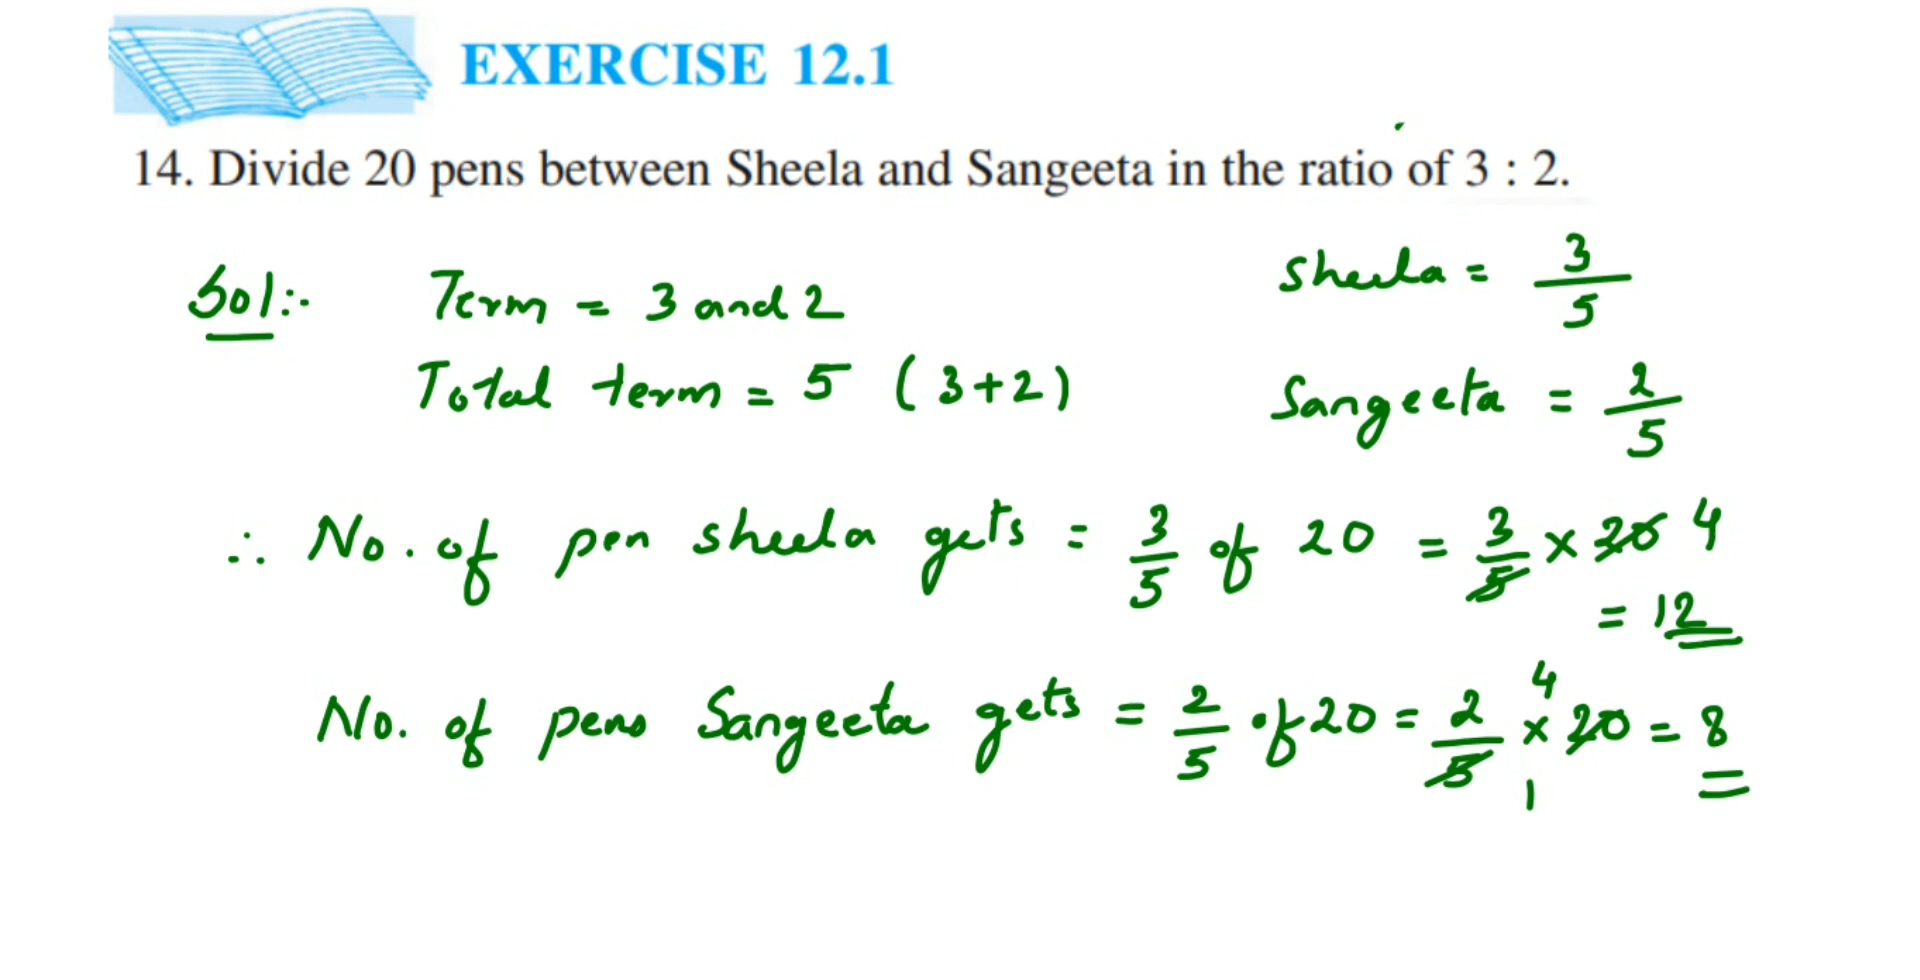 EXERCISE 12.1
14. Divide 20 pens between Sheela and Sangeeta in the ratio of 3 : 2.
Sol:- Term = 3 and 2
Sheela = 3/5
Total term = 5 (3+2)
Sangeeta = 2/5
∴ No. of pen sheela gets = 3/5 of 20 = 3/5 × 20 4
= 12
No. of pens Sangeeta gets = 2/5 of 20 = 2/5 × 20 = 8
4
1